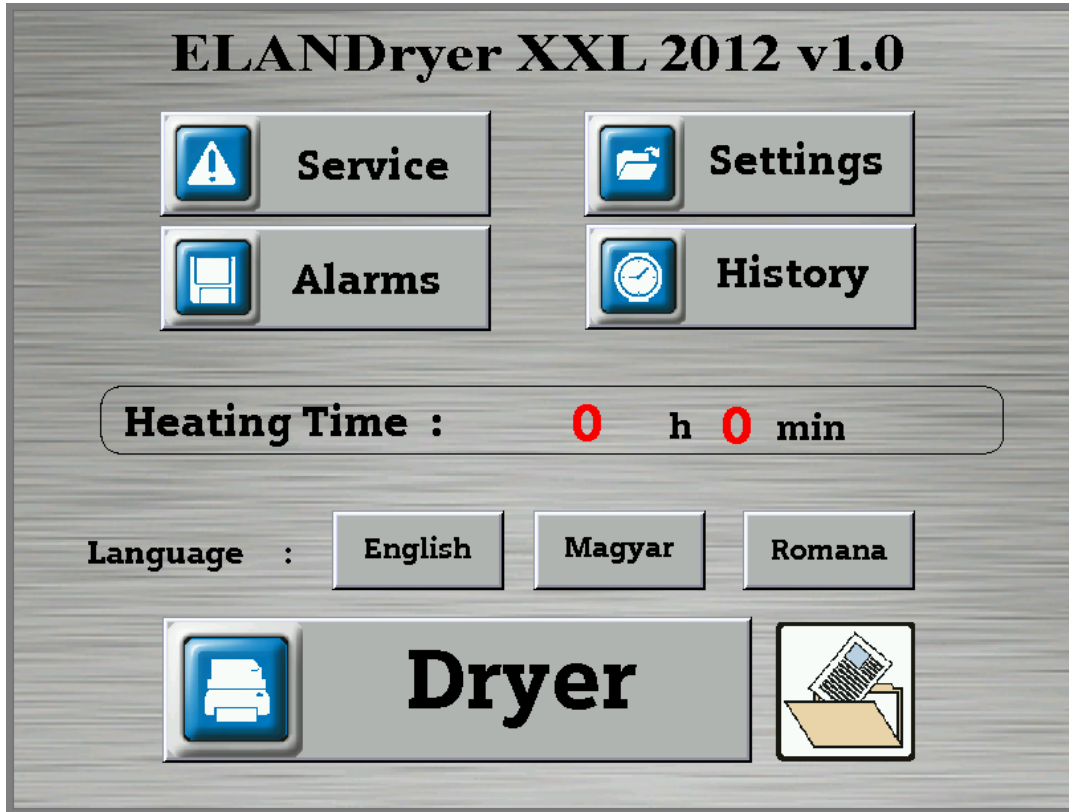 ELANDryer XXL 2012 v1.0
Service
Settings
Alarms
History
Heating Time : 0 h 0 min
Language : English Magyar Romana
Dryer